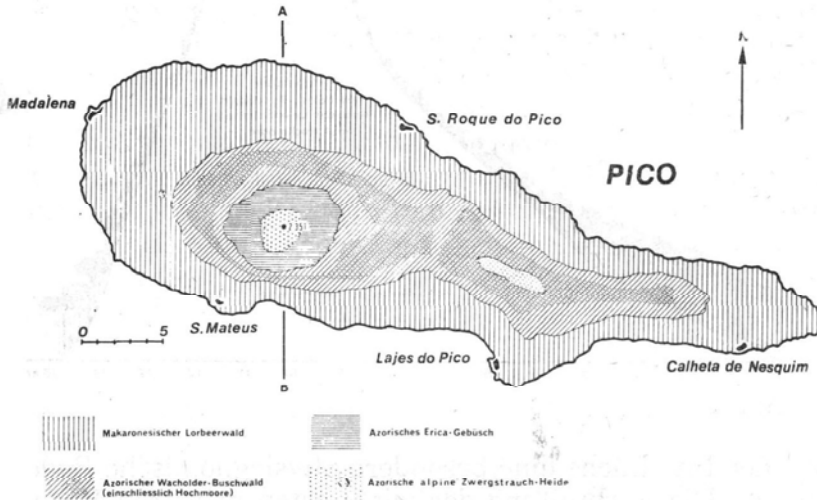 A
N
Madalena
S. Roque do Pico
PICO
2351
0 5
S. Mateus
Lajes do Pico
Calheta de Nesquim
Makaronesischer Lorbeerwald
Azorisches Erica-Gebüsch
Azorischer Wacholder-Buschwald
(einschliesslich Hochmoore)
Azorische alpine Zwergstrauch-Heide